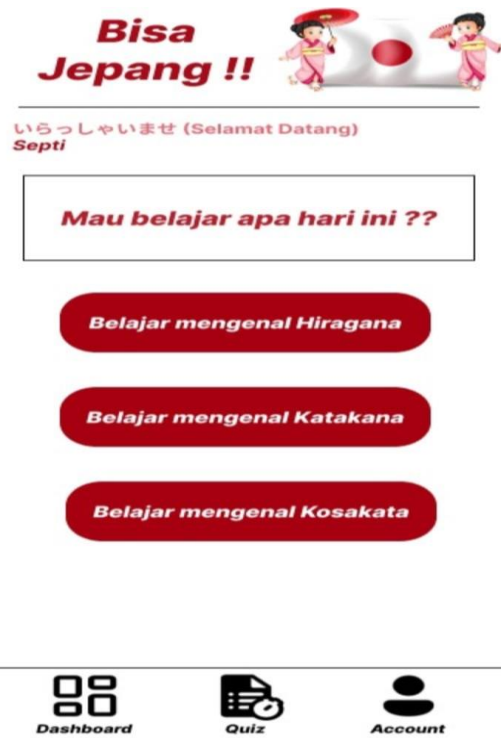 Bisa
Jepang !!
いらっしゃいませ (Selamat Datang)
Septi
Mau belajar apa hari ini ??
Belajar mengenal Hiragana
Belajar mengenal Katakana
Belajar mengenal Kosakata
Dashboard
Quiz
Account